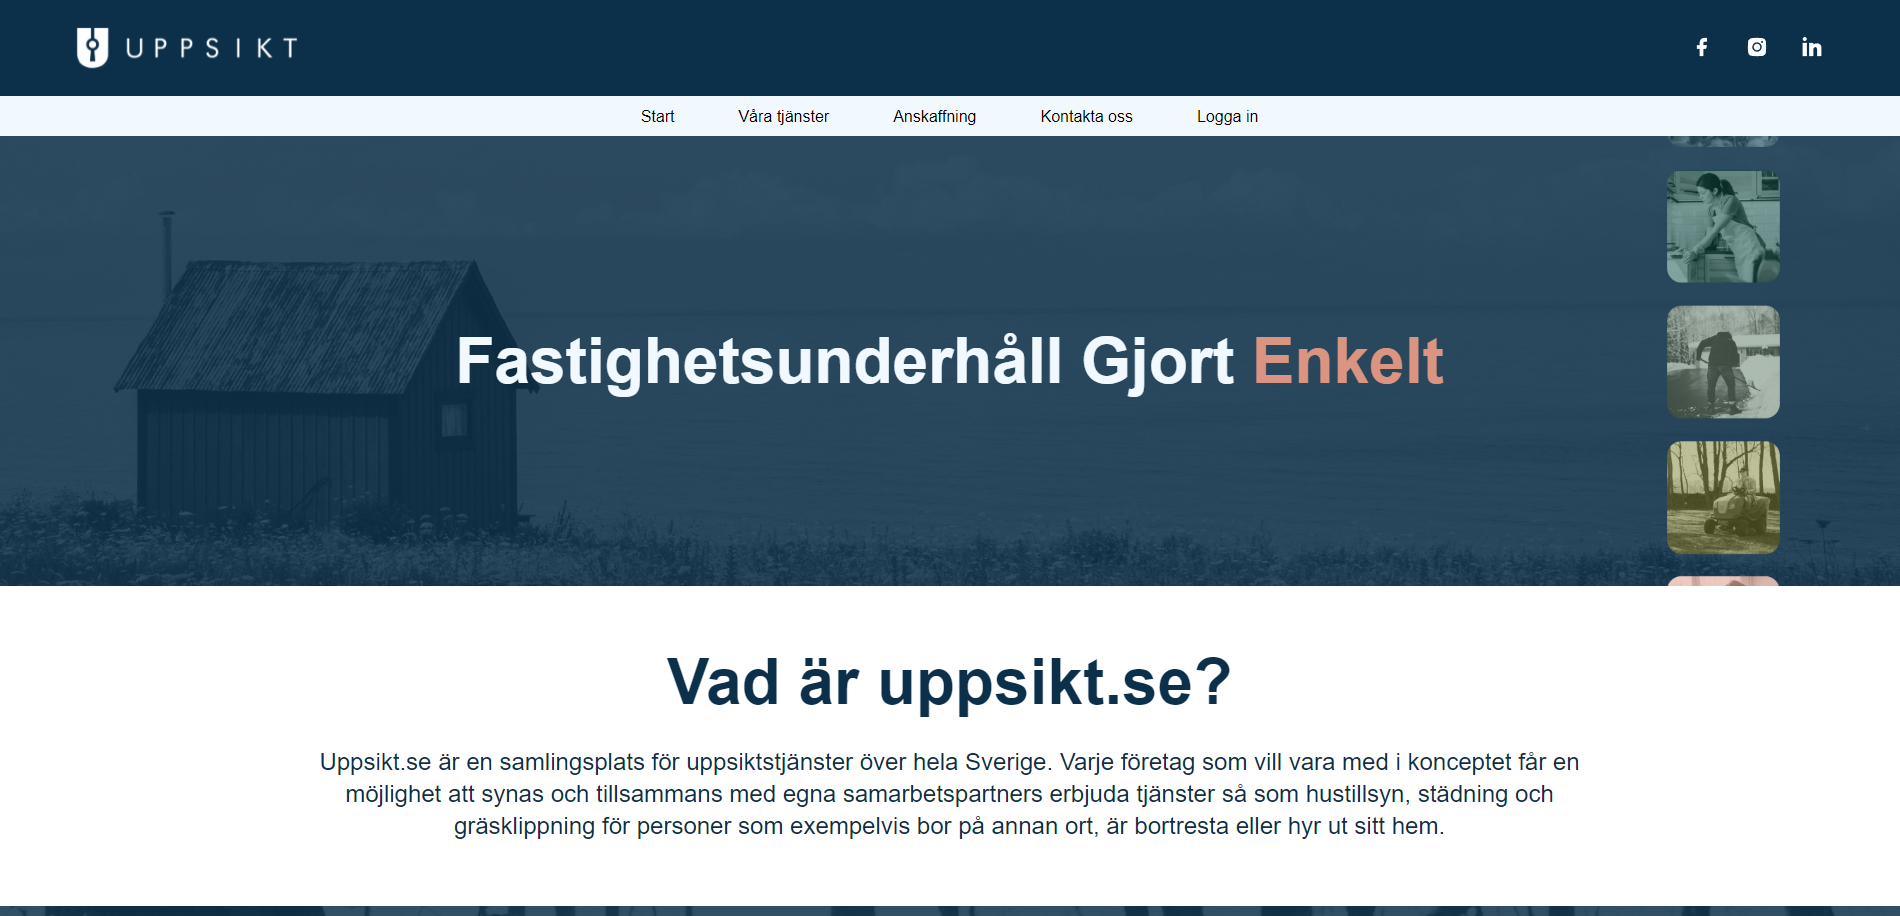 UPPSIKT
Start
Våra tjänster
Anskaffning
Kontakta oss
Logga in
Fastighetsunderhåll Gjort Enkelt
Vad är uppsikt.se?
Uppsikt.se är en samlingsplats för uppsiktstjänster över hela Sverige. Varje företag som vill vara med i konceptet får en
möjlighet att synas och tillsammans med egna samarbetspartners erbjuda tjänster så som hustillsyn, städning och
gräsklippning för personer som exempelvis bor på annan ort, är bortresta eller hyr ut sitt hem.